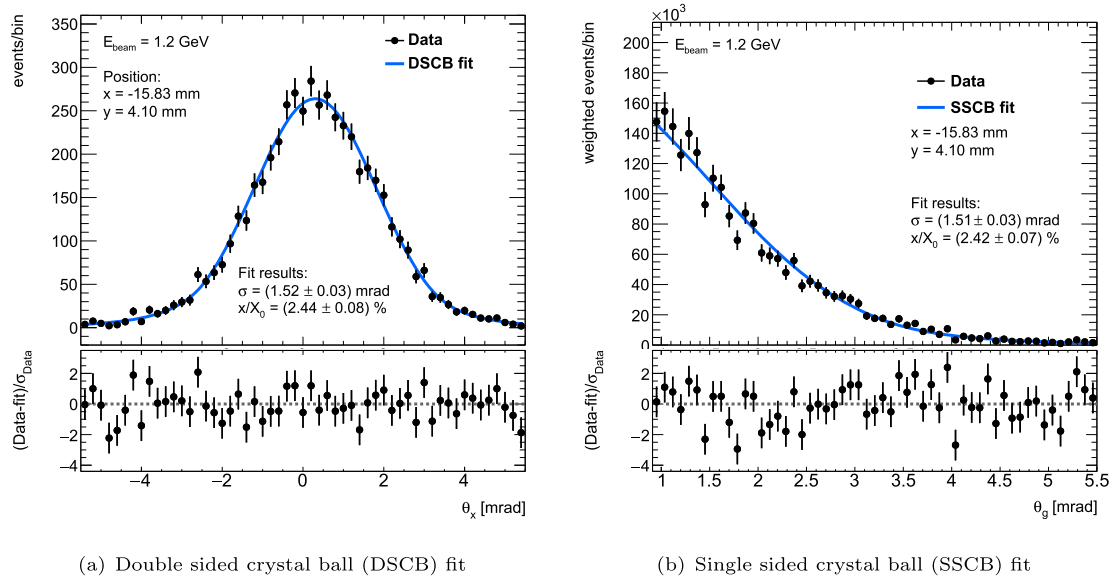 events/bin
350
300
250
200
150
100
50
0
E_beam = 1.2 GeV
Position:
x = -15.83 mm
y = 4.10 mm
Data
DSCB fit
Fit results:
σ = (1.52 ± 0.03) mrad
x/X₀ = (2.44 ± 0.08) %
(Data-fit)/σ_Data
2
0
−2
−4
−4 −2 0 2 4
θ_x [mrad]
(a) Double sided crystal ball (DSCB) fit
×10³
weighted events/bin
200
180
160
140
120
100
80
60
40
20
0
E_beam = 1.2 GeV
Data
SSCB fit
x = -15.83 mm
y = 4.10 mm
Fit results:
σ = (1.51 ± 0.03) mrad
x/X₀ = (2.42 ± 0.07) %
(Data-fit)/σ_Data
2
0
−2
−4
1 1.5 2 2.5 3 3.5 4 4.5 5 5.5
θ_g [mrad]
(b) Single sided crystal ball (SSCB) fit